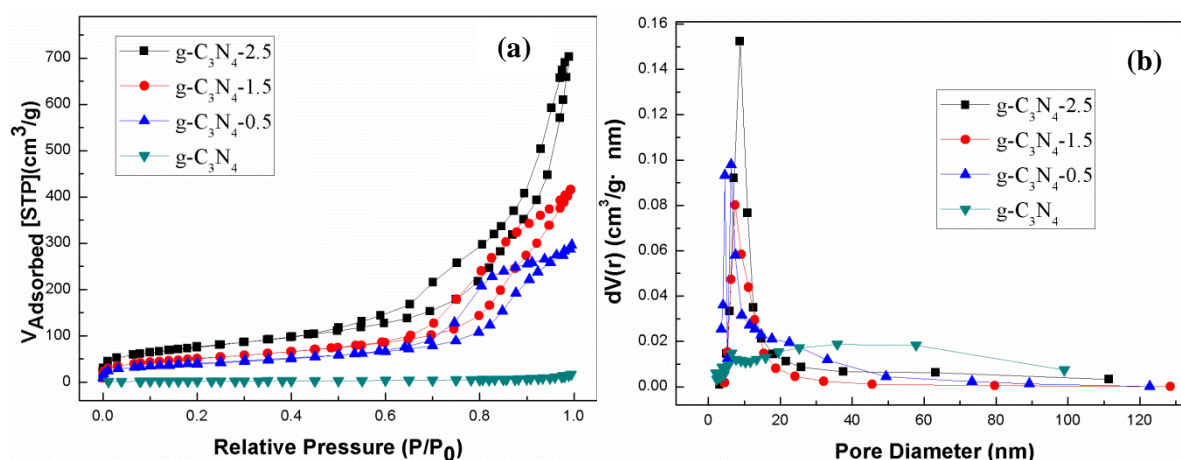 (a)
g-C₃N₄-2.5
g-C₃N₄-1.5
g-C₃N₄-0.5
g-C₃N₄
700
600
500
400
300
200
100
0
0.0 0.2 0.4 0.6 0.8 1.0
V_Adsorbed [STP](cm³/g)
Relative Pressure (P/P₀)
(b)
g-C₃N₄-2.5
g-C₃N₄-1.5
g-C₃N₄-0.5
g-C₃N₄
0.16
0.14
0.12
0.10
0.08
0.06
0.04
0.02
0.00
0 20 40 60 80 100 120
dV(r) (cm³/g· nm)
Pore Diameter (nm)